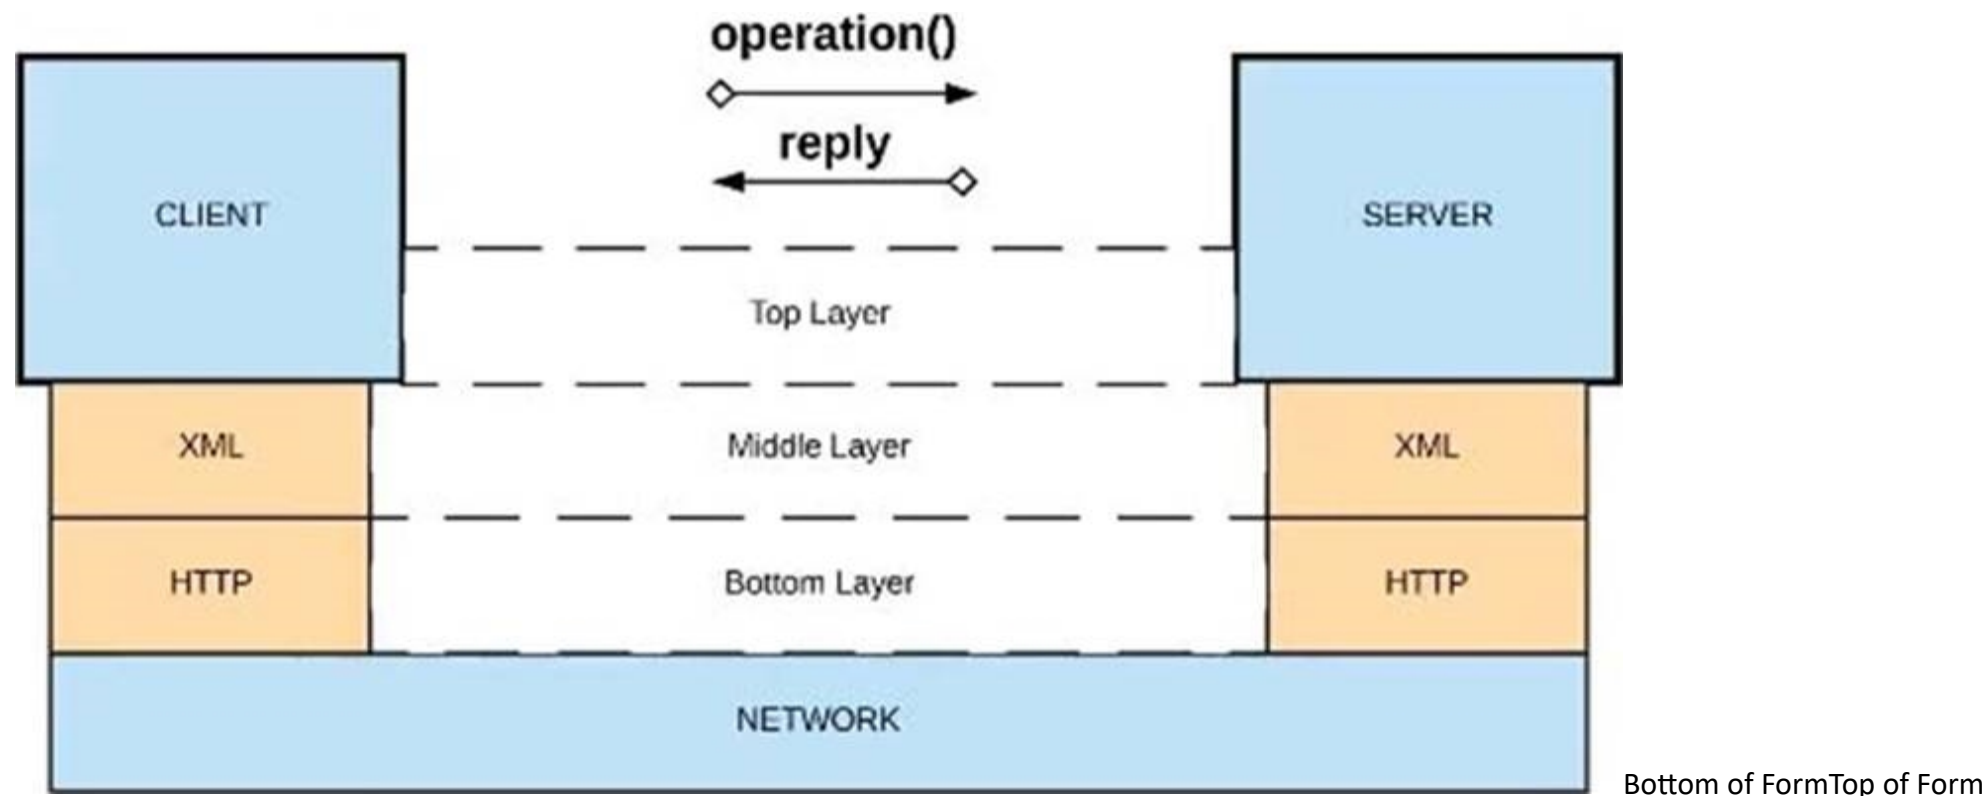 operation()
reply
CLIENT
SERVER
Top Layer
XML
Middle Layer
XML
HTTP
Bottom Layer
HTTP
NETWORK
Bottom of FormTop of Form